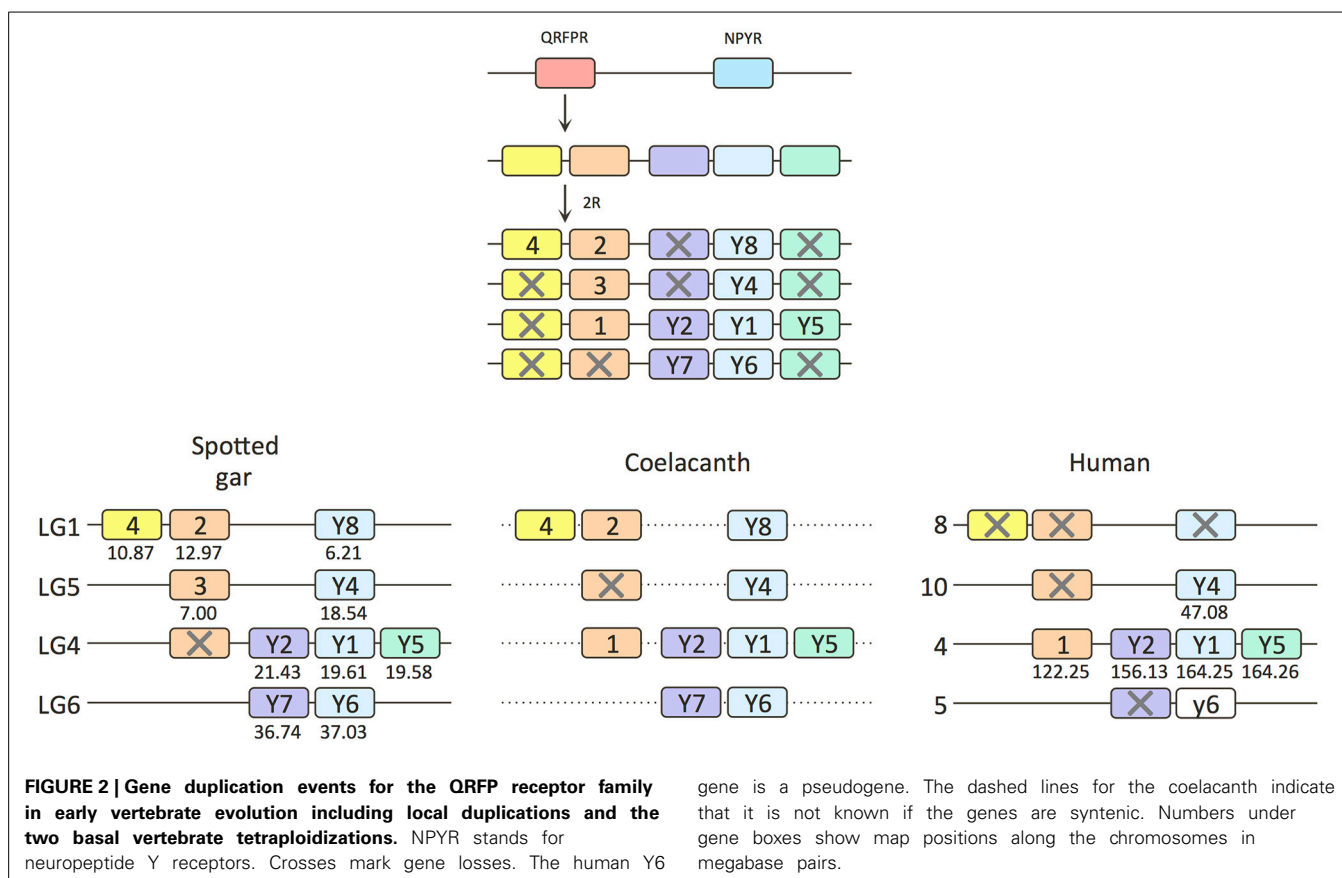 QRFPR NPYR
2R
4 2 Y8
3 Y4
1 Y2 Y1 Y5
Y7 Y6
Spotted
gar
LG1 4 2 Y8
10.87 12.97 6.21
LG5 3 Y4
7.00 18.54
LG4 Y2 Y1 Y5
21.43 19.61 19.58
LG6 Y7 Y6
36.74 37.03
Coelacanth
4 2 Y8
Y4
1 Y2 Y1 Y5
Y7 Y6
Human
8
10 Y4
47.08
4 1 Y2 Y1 Y5
122.25 156.13 164.25 164.26
5 y6
FIGURE 2 | Gene duplication events for the QRFP receptor family
in early vertebrate evolution including local duplications and the
two basal vertebrate tetraploidizations. NPYR stands for
neuropeptide Y receptors. Crosses mark gene losses. The human Y6
gene is a pseudogene. The dashed lines for the coelacanth indicate
that it is not known if the genes are syntenic. Numbers under
gene boxes show map positions along the chromosomes in
megabase pairs.